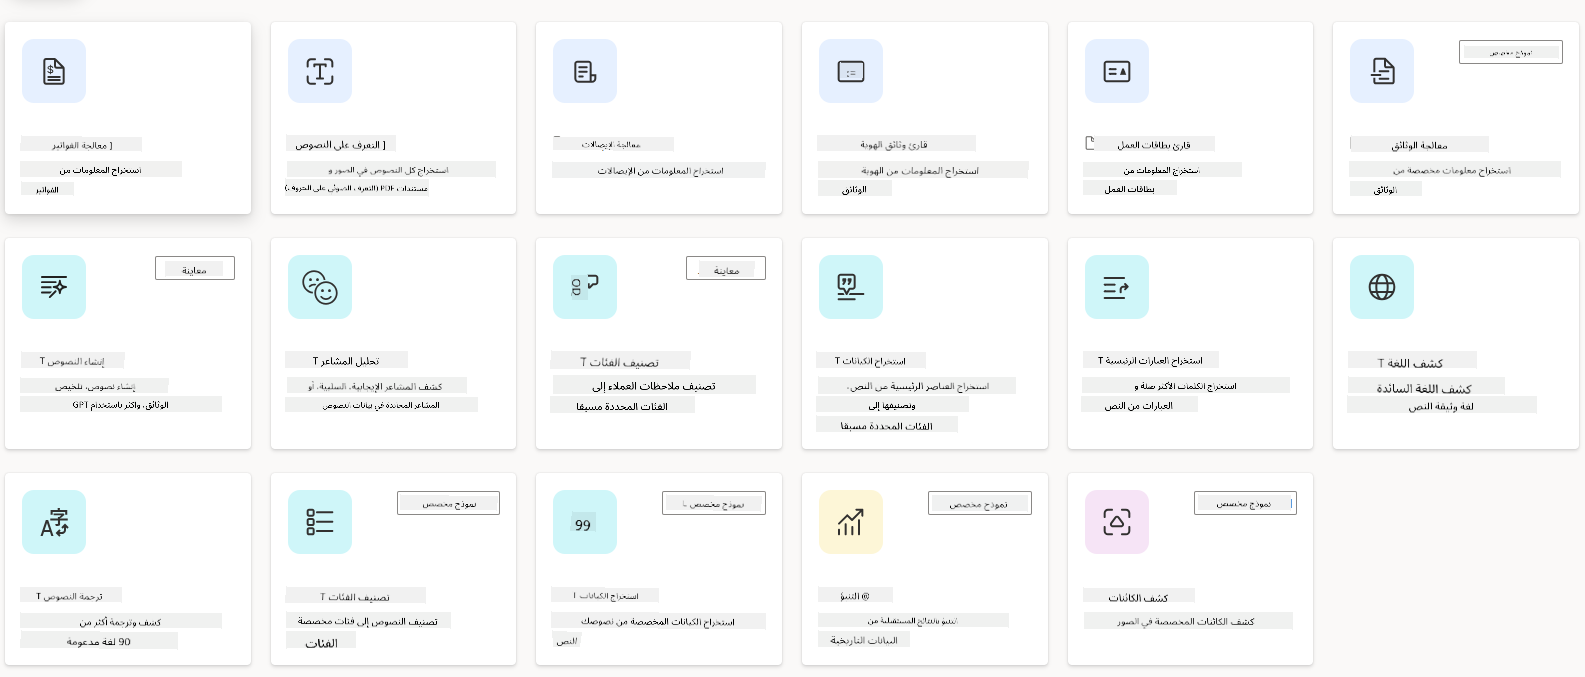 نموذج مخصص
[ معالجة الفواتير
استخراج المعلومات من
الفواتير
[ التعرف على النصوص
استخراج كل النصوص في الصور و
مستندات PDF (التعرف الضوئي على الحروف)
معالجة الإيصالات
استخراج المعلومات من الإيصالات
قارئ وثائق الهوية
استخراج المعلومات من الهوية
الوثائق
قارئ بطاقات العمل
استخراج المعلومات من
بطاقات العمل
معالجة الوثائق
استخراج معلومات مخصصة من
الوثائق
معاينة
إنشاء النصوص T
إنشاء نصوص، تلخيص
الوثائق، واكثر باستخدام GPT
تحليل المشاعر T
كشف المشاعر الإيجابية، السلبية، أو
المشاعر المحايدة في بيانات النصوص
معاينة
تصنيف الفئات T
تصنيف ملاحظات العملاء إلى
الفئات المحددة مسبقا
استخراج الكيانات T
استخراج العناصر الرئيسية من النص،
وتصنيفها إلى
الفئات المحددة مسبقا
استخراج العبارات الرئيسية T
استخراج الكلمات الأكثر صلة و
العبارات من النص
كشف اللغة T
كشف اللغة السائدة
لغة وثيقة النص
ترجمة النصوص T
كشف وترجمة أكثر من
90 لغة مدعومة
نموذج مخصص
تصنيف الفئات T
تصنيف النصوص إلى فئات مخصصة
الفئات
نموذج مخصص
99
استخراج الكيانات T
استخراج الكيانات المخصصة من نصوصك
النص
نموذج مخصص
@ التنبؤ
التنبؤ بالنتائج المستقبلية من
البيانات التاريخية
نموذج مخصص
كشف الكائنات
كشف الكائنات المخصصة في الصور